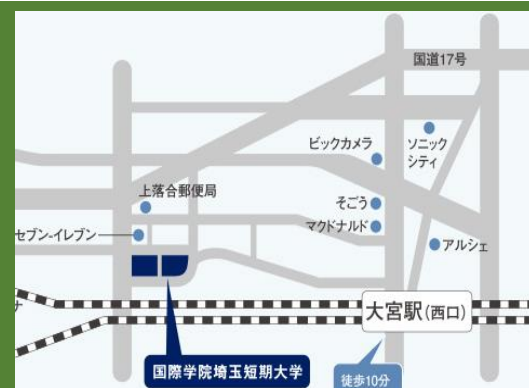 国道17号
ビックカメラ
ソニック
シティ
上落合郵便局
そごう
セブン-イレブン
マクドナルド
アルシェ
ナ
大宮駅(西口)
国際学院埼玉短期大学
徒歩10分